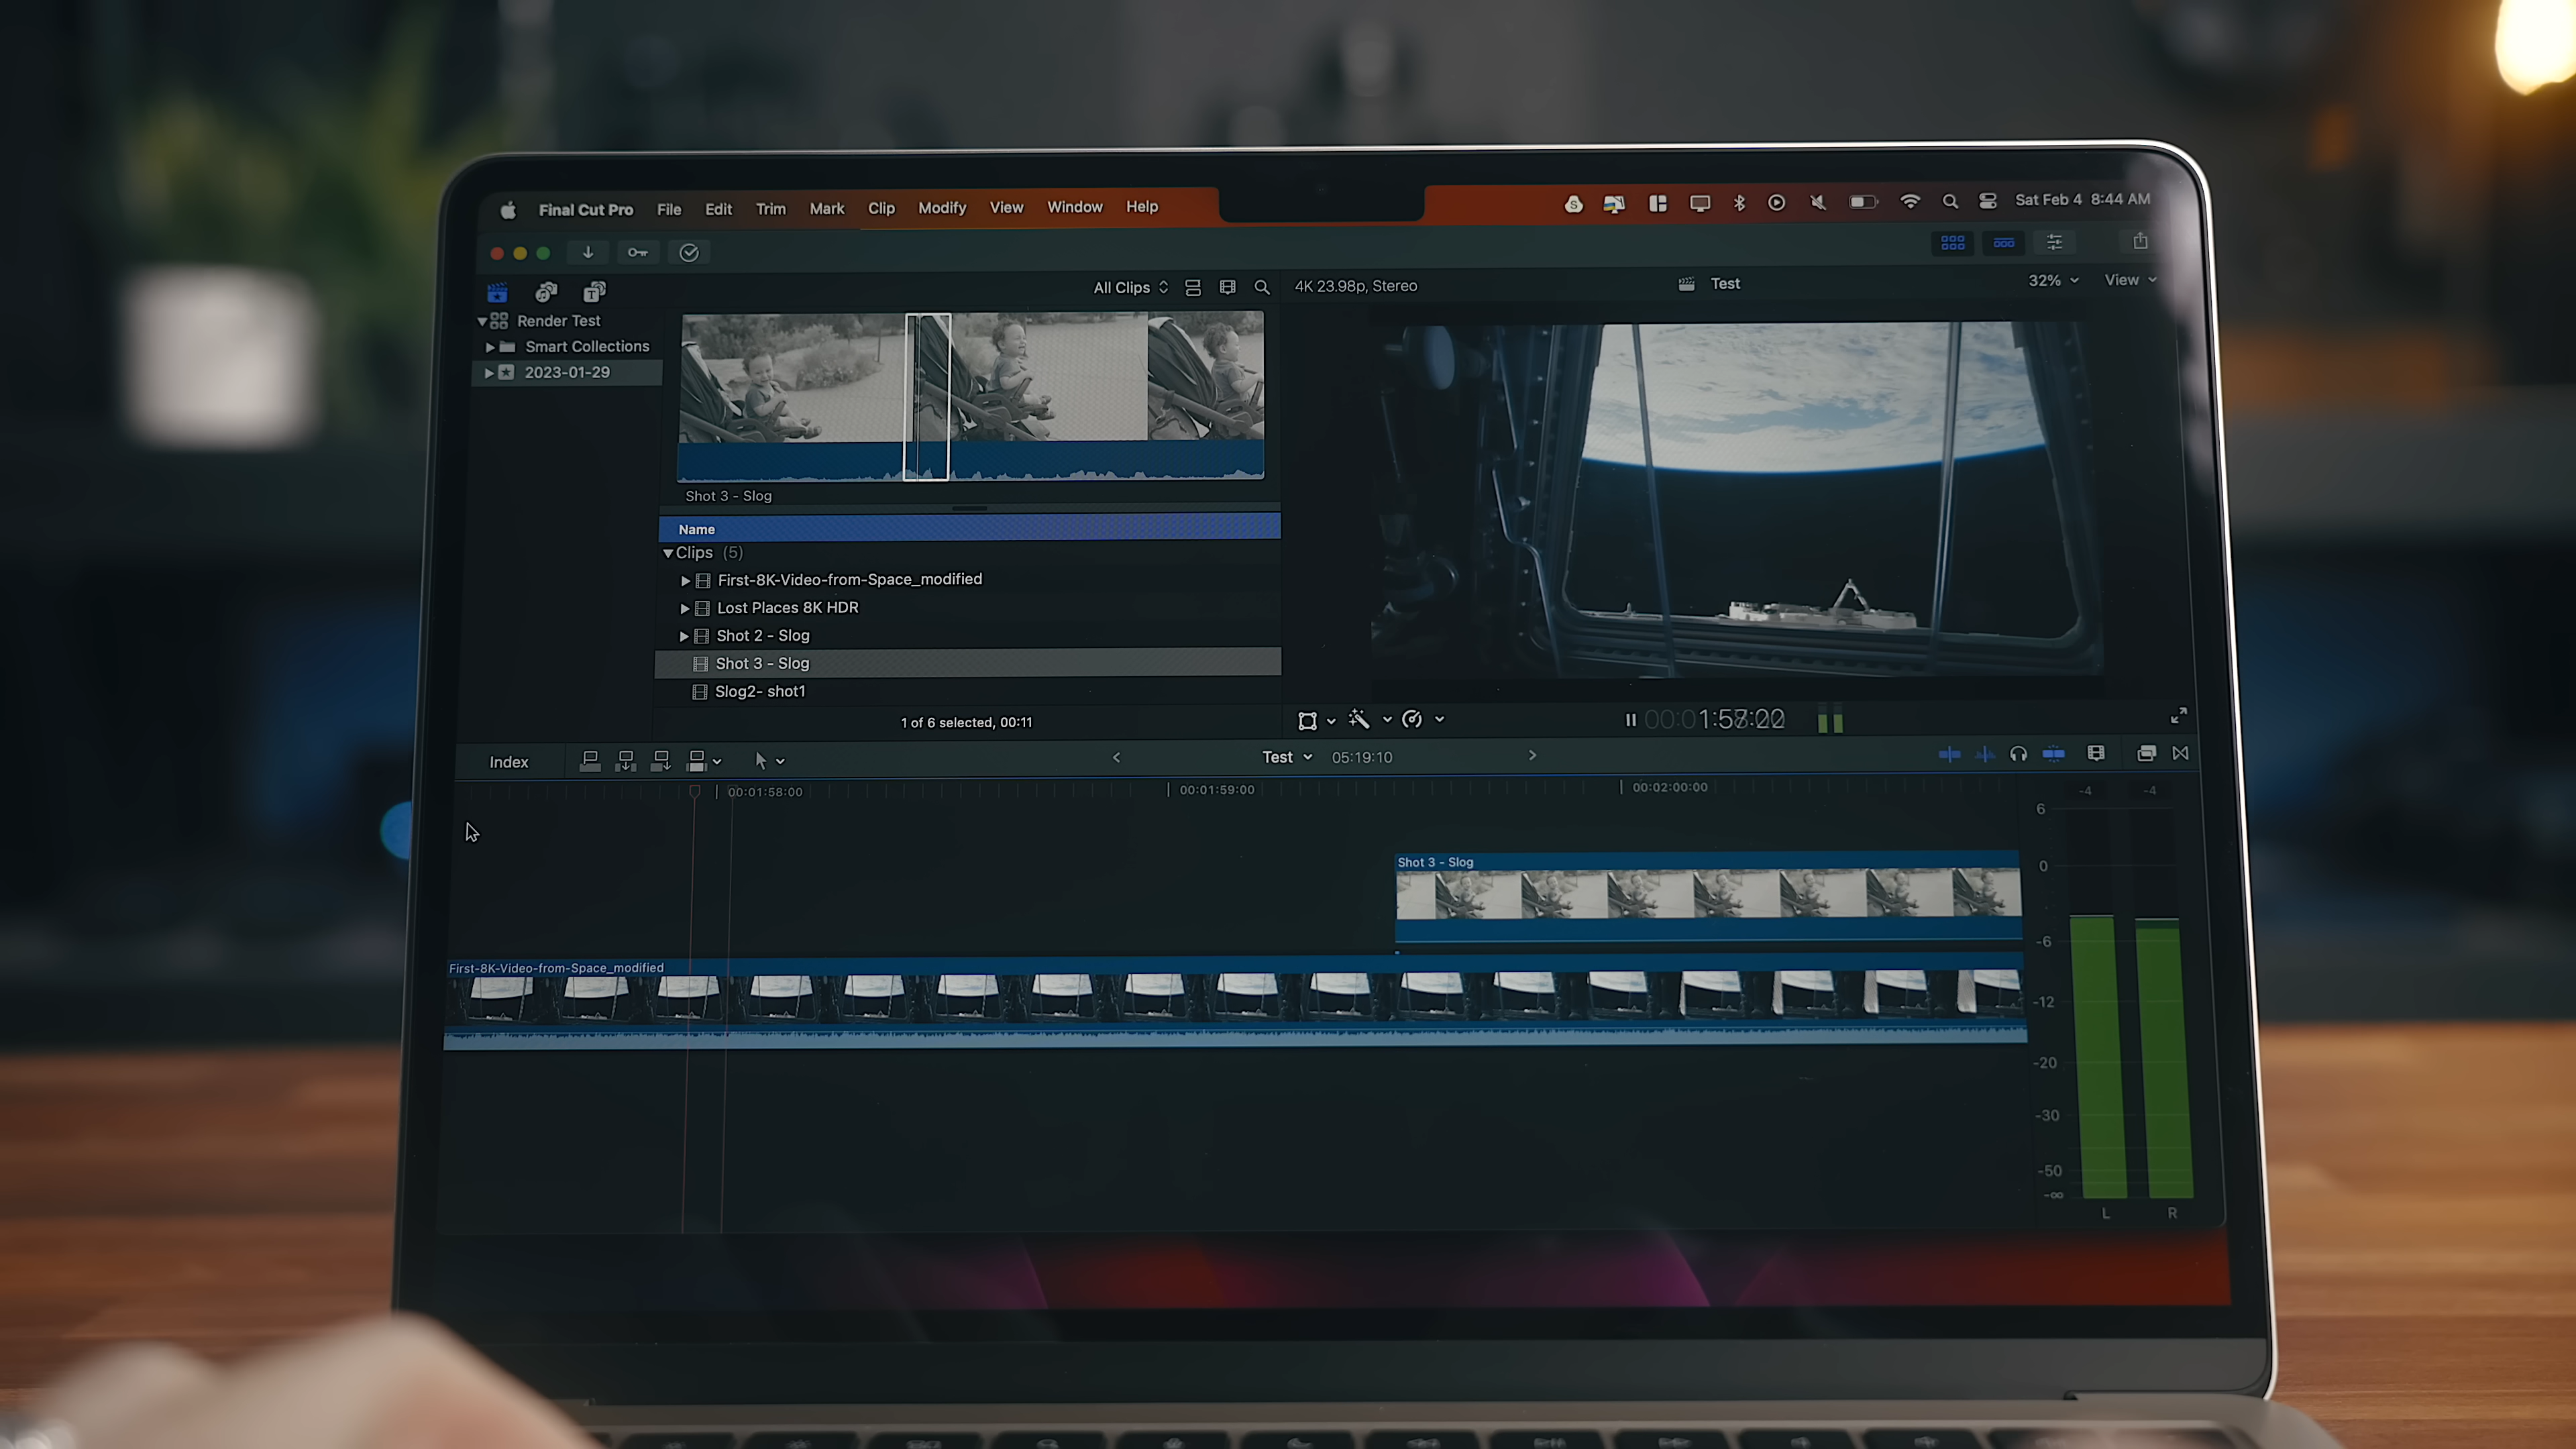 Final Cut Pro File Edit Trim Mark Clip Modify View Window Help
Sat Feb 4 8:44 AM
All Clips
4K 23.98p, Stereo
Test
32%
View
Render Test
Smart Collections
2023-01-29
Shot 3 - Slog
Name
Clips (5)
First-8K-Video-from-Space_modified
Lost Places 8K HDR
Shot 2 - Slog
Shot 3 - Slog
Slog2- shot1
1 of 6 selected, 00:11
Index
Test
05:19:10
00:01:58:00
00:01:59:00
00:02:00:00
-4
-4
Shot 3 - Slog
First-8K-Video-from-Space_modified
6
0
-6
-12
-20
-30
-50
-∞
L
R